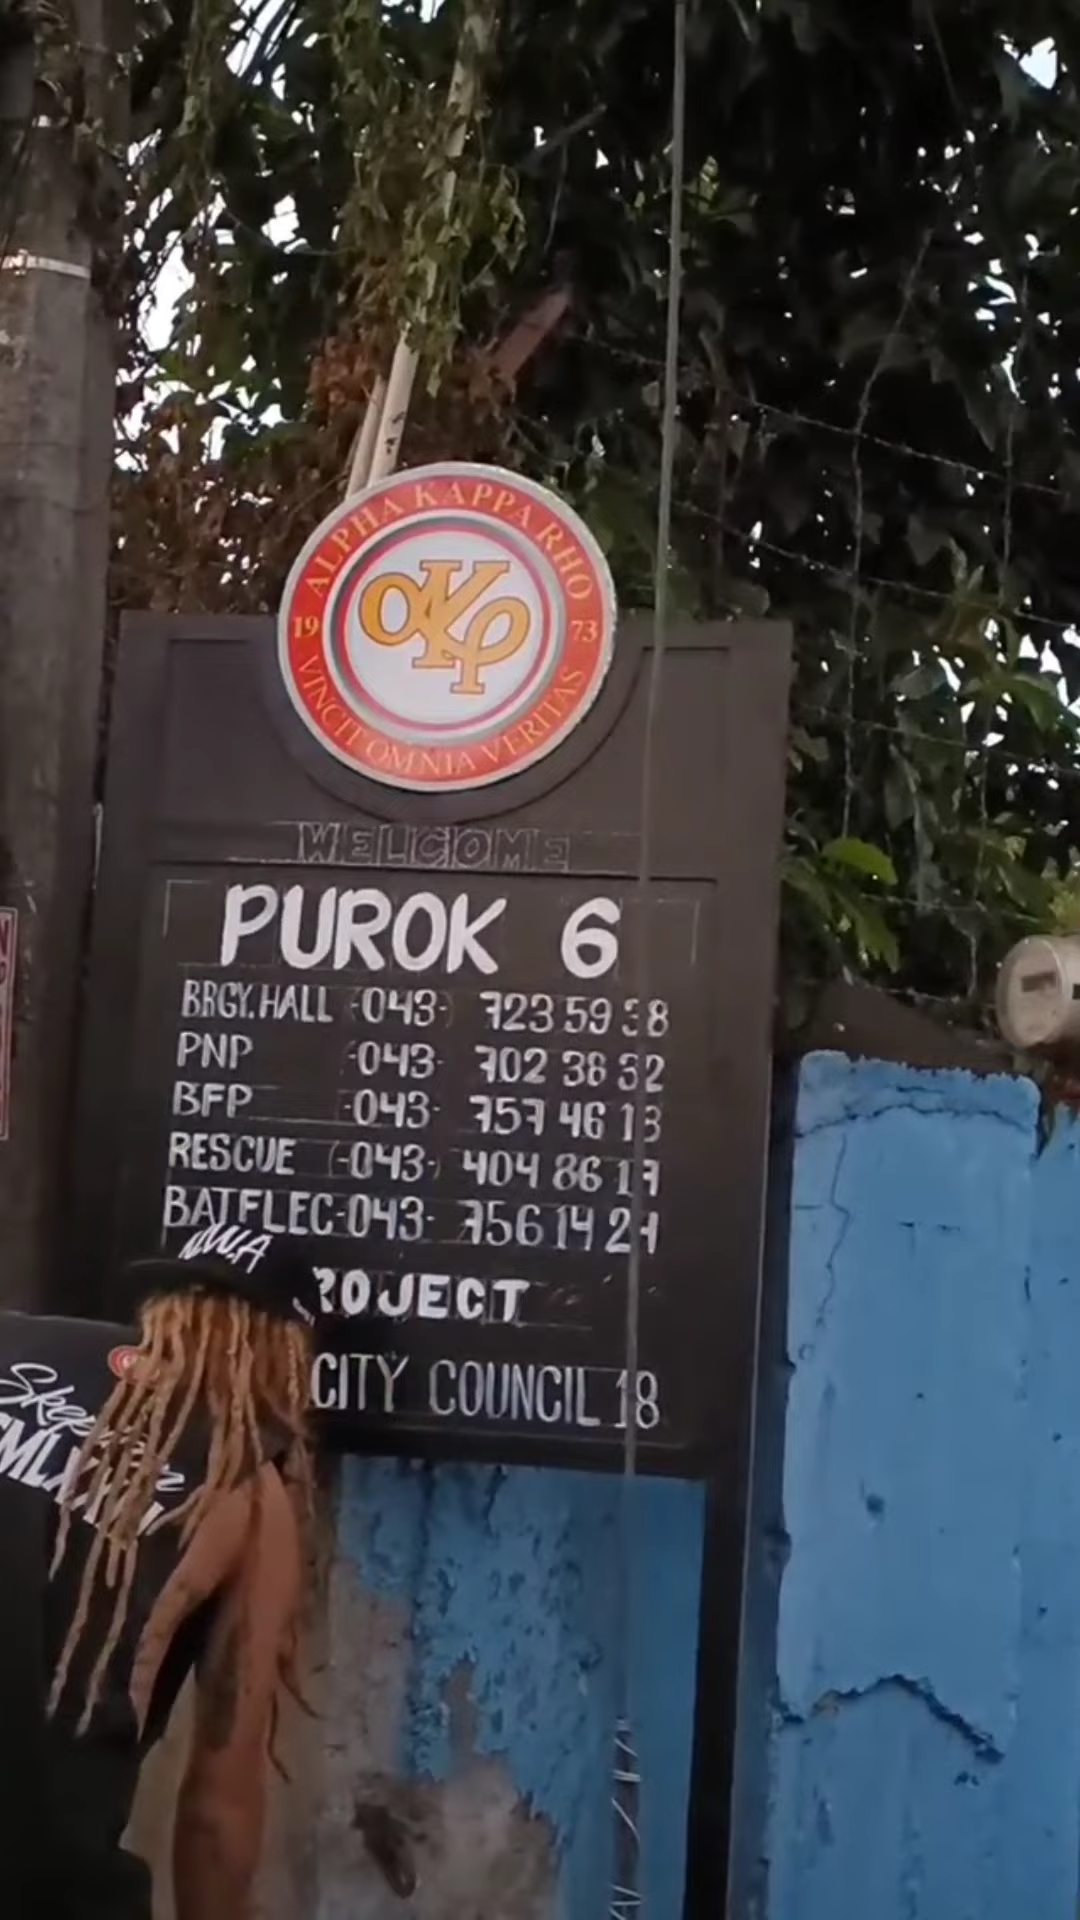 ALPHA KAPPA RHO
19 73
VINCIT OMNIA VERITAS
WELCOME
PUROK 6
BRGY. HALL -043- 723 59 38
PNP -043- 702 38 32
BFP -043- 757 46 13
RESCUE (-043-) 404 86 17
BATELEC-043- 756 14 24
N.W.A
ROJECT
CITY COUNCIL 18